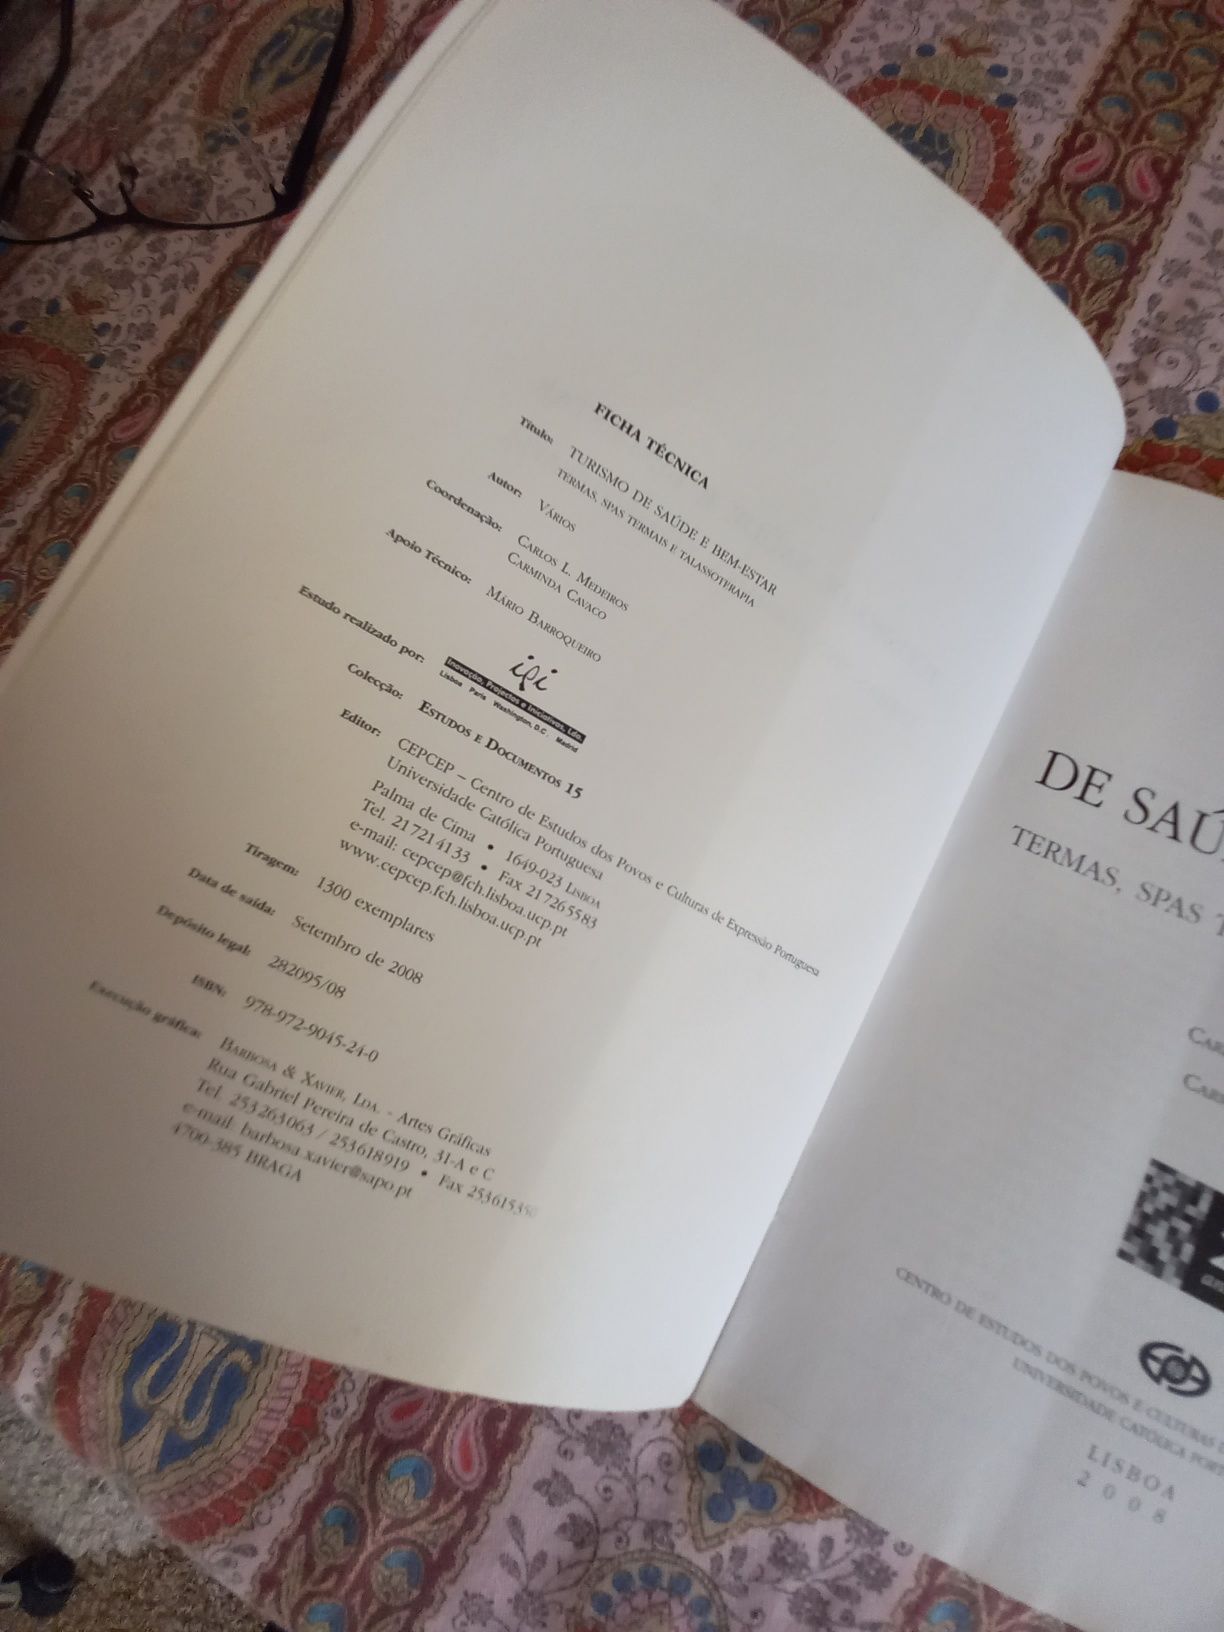 FICHA TÉCNICA
Título: TURISMO DE SAÚDE E BEM-ESTAR
TERMAS, SPAS TERMAIS E TALASSOTERAPIA
Autor: VÁRIOS
Coordenação: CARLOS L. MEDEIROS
CARMINDA CAVACO
Apoio Técnico: MÁRIO BARROQUEIRO
Estudo realizado por: ipi
Inovação, Projectos e Iniciativas, Lda.
Lisboa Paris Washington, D.C. Madrid
Colecção: ESTUDOS E DOCUMENTOS 15
Editor: CEPCEP – Centro de Estudos dos Povos e Culturas de Expressão Portuguesa
Universidade Católica Portuguesa
Palma de Cima • 1649-023 LISBOA
Tel. 217214133 • Fax 217265583
e-mail: cepcep@fch.lisboa.ucp.pt
www.cepcep.fch.lisboa.ucp.pt
Tiragem: 1300 exemplares
Data de saída: Setembro de 2008
Depósito legal: 282095/08
ISBN: 978-972-9045-24-0
Execução gráfica: BARBOSA & XAVIER, LDA. - Artes Gráficas
Rua Gabriel Pereira de Castro, 31-A e C
Tel. 253263063 / 253618919 • Fax 253615350
e-mail: barbosa.xavier@sapo.pt
4700-385 BRAGA
DE SAÚ
TERMAS, SPAS T
CAR
CAR
CENTRO DE ESTUDOS DOS POVOS E CULTURAS
UNIVERSIDADE CATÓLICA PORT
LISBOA
2008